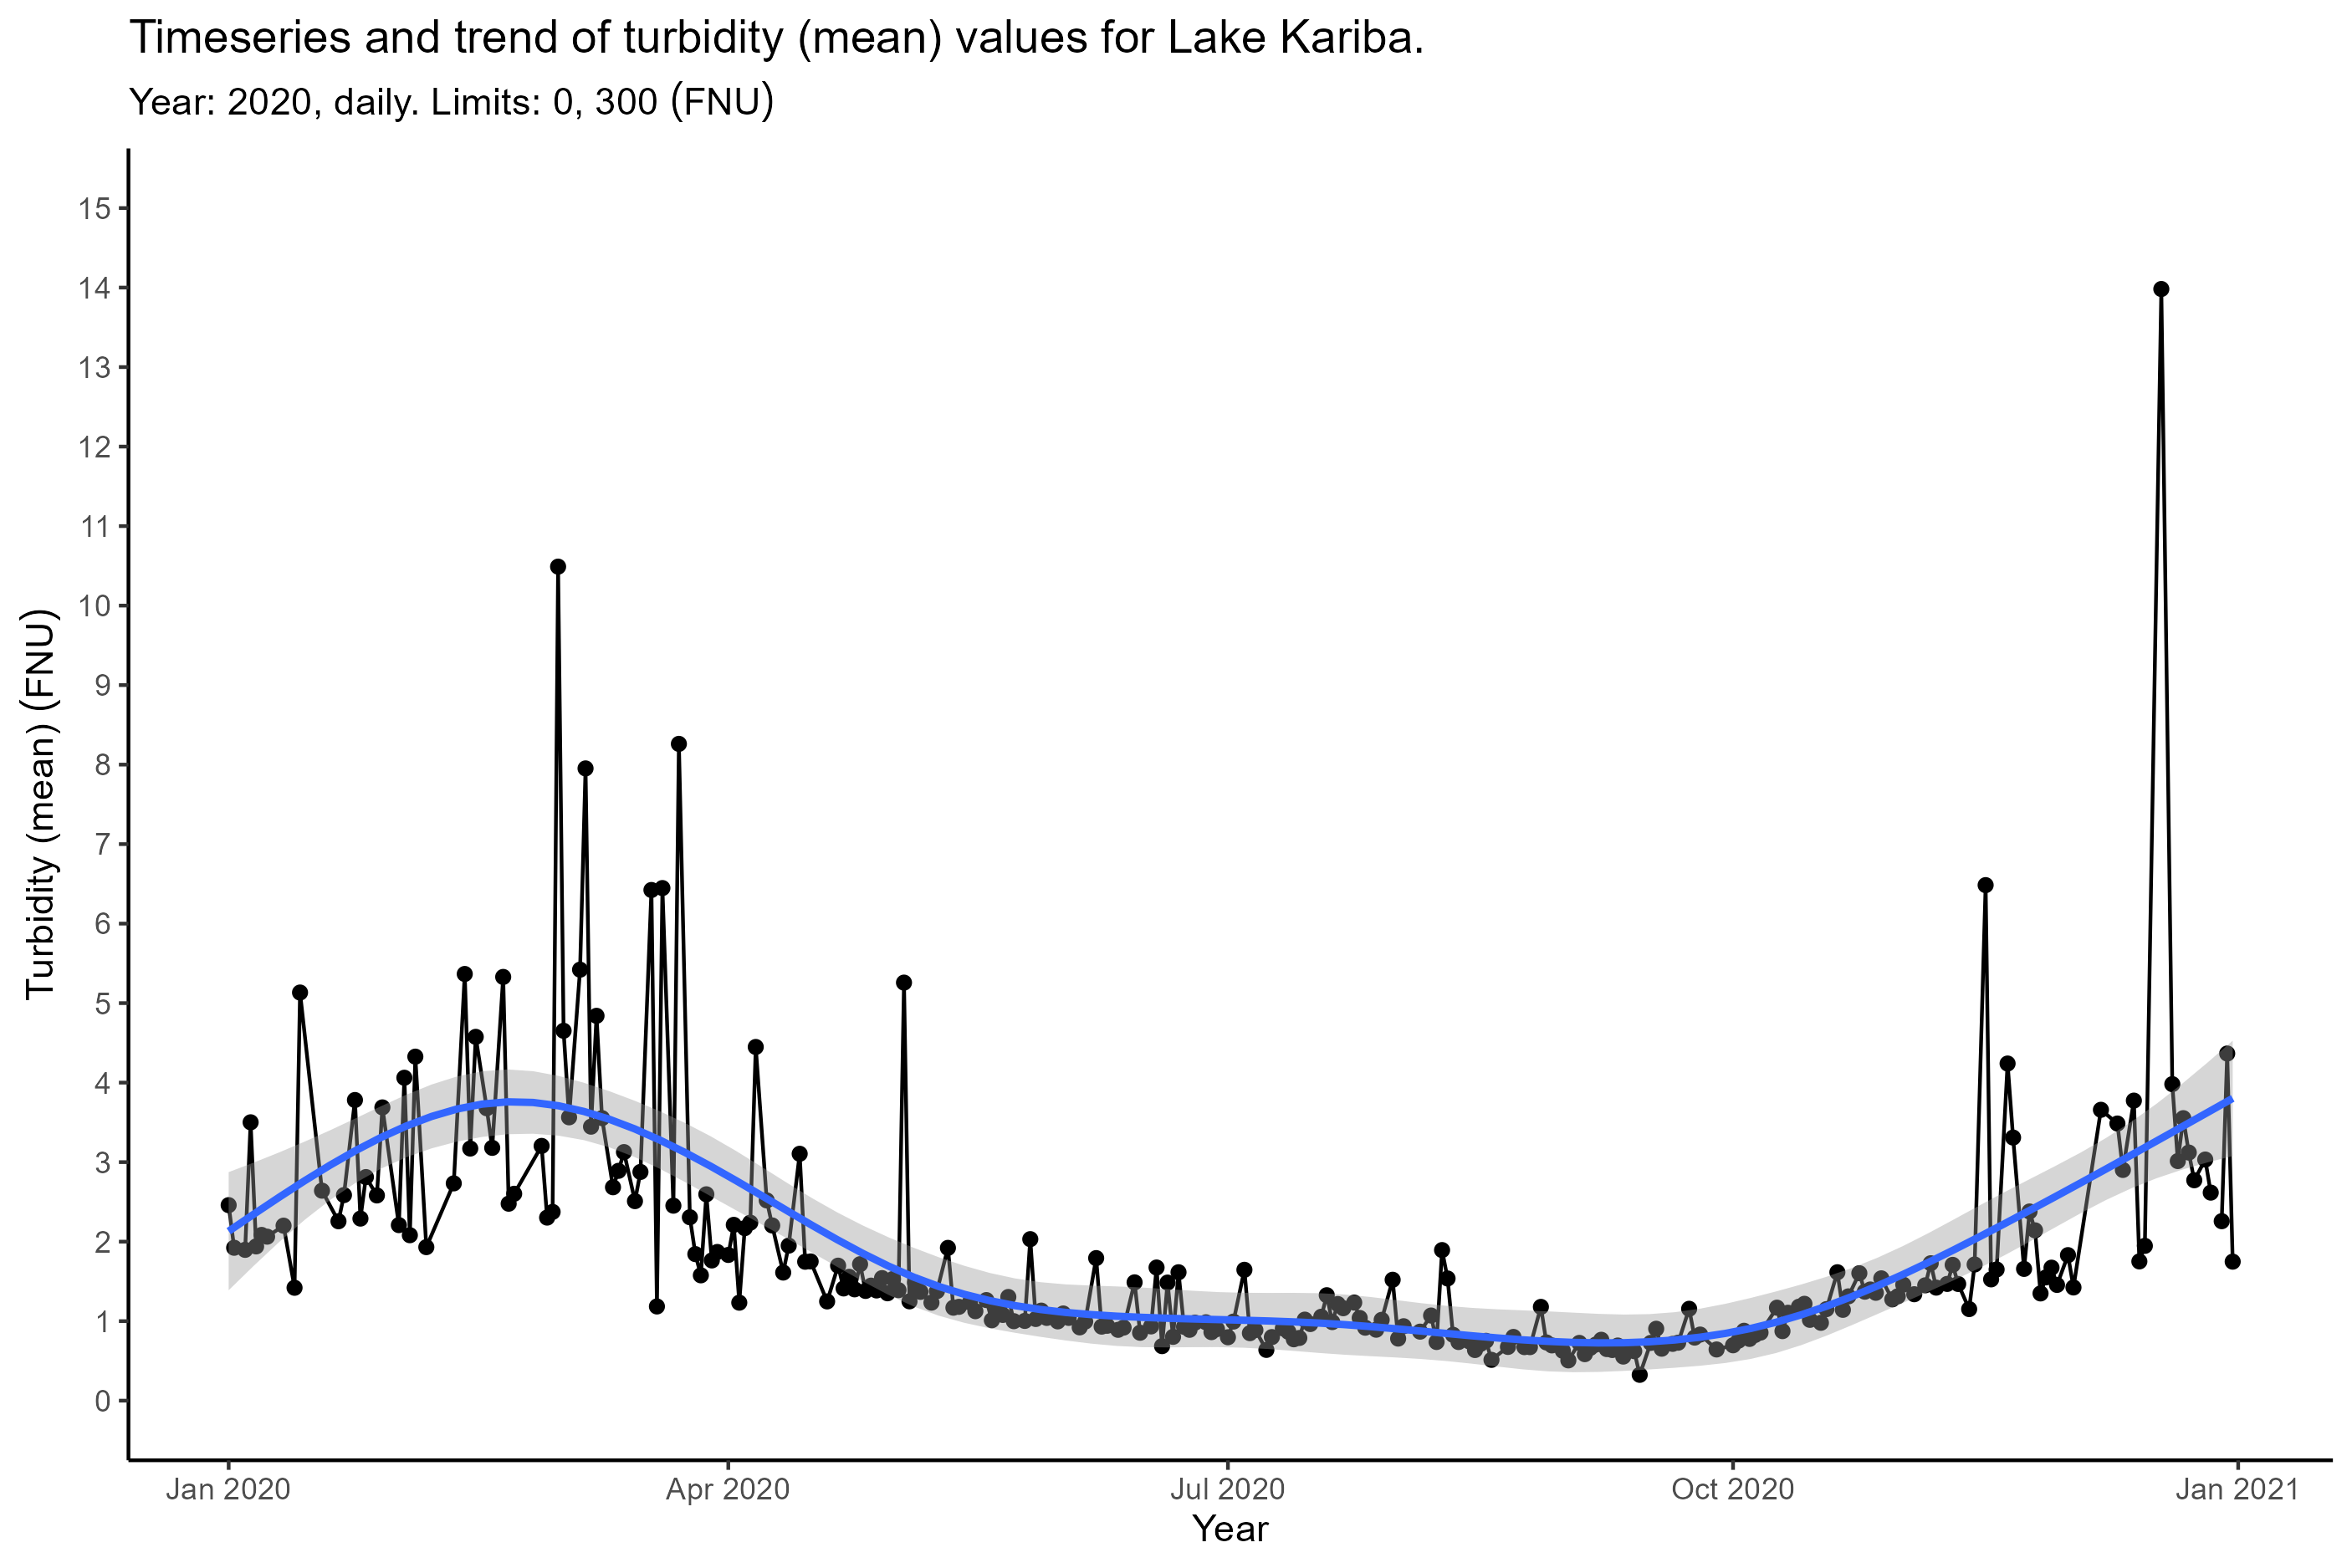 Timeseries and trend of turbidity (mean) values for Lake Kariba.
Year: 2020, daily. Limits: 0, 300 (FNU)
Turbidity (mean) (FNU)
15
14
13
12
11
10
9
8
7
6
5
4
3
2
1
0
Jan 2020
Apr 2020
Jul 2020
Oct 2020
Jan 2021
Year